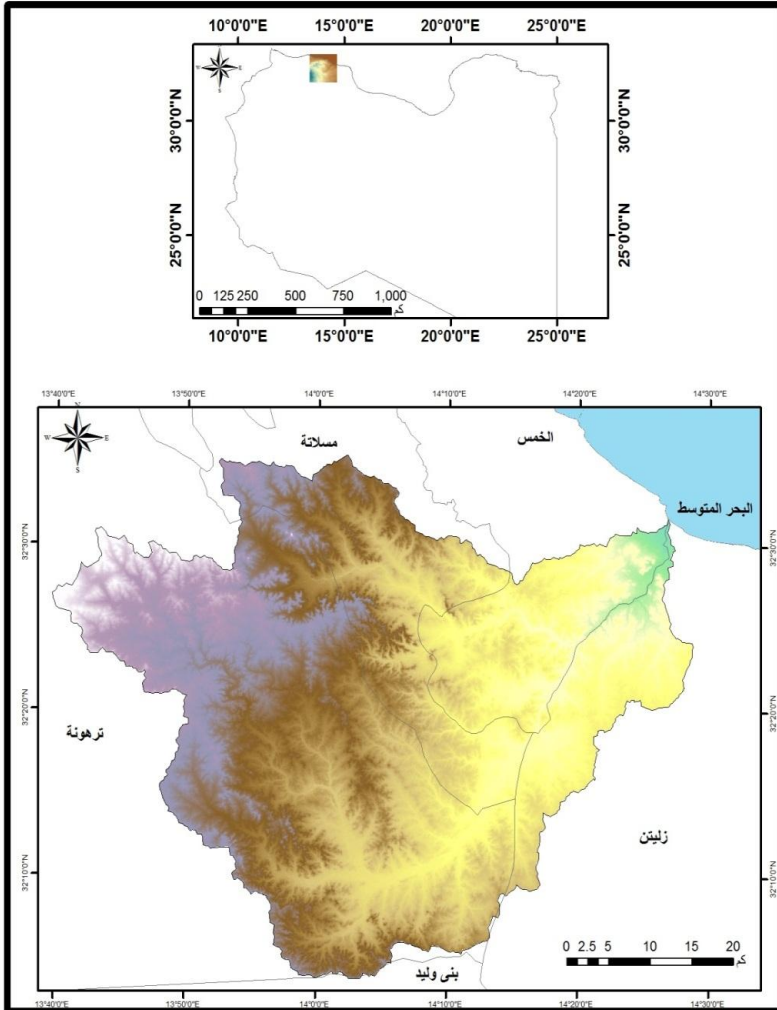 10°0'0"E 15°0'0"E 20°0'0"E 25°0'0"E
N
W E
S
30°0'0"N 30°0'0"N
25°0'0"N 25°0'0"N
0 125 250 500 750 1,000
كم
10°0'0"E 15°0'0"E 20°0'0"E 25°0'0"E
13°40'0"E 13°50'0"E 14°0'0"E 14°10'0"E 14°20'0"E 14°30'0"E
N
W E
S
مسلاتة
الخمس
البحر المتوسط
32°30'0"N 32°30'0"N
32°20'0"N 32°20'0"N
ترهونة
زليتن
32°10'0"N 32°10'0"N
0 2.5 5 10 15 20
كم
بنى وليد
13°40'0"E 13°50'0"E 14°0'0"E 14°10'0"E 14°20'0"E 14°30'0"E